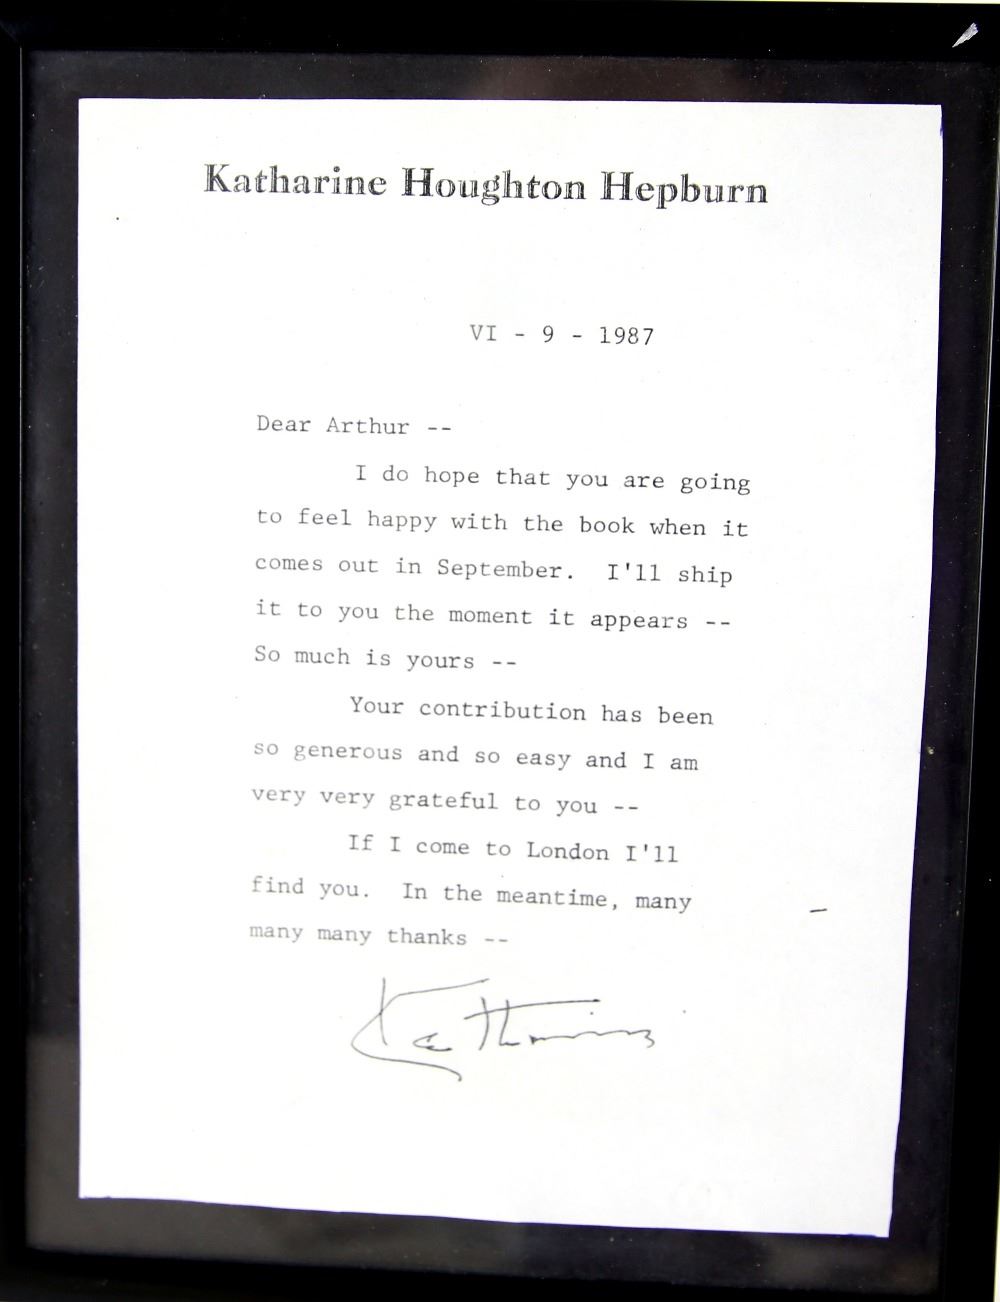 Katharine Houghton Hepburn
VI - 9 - 1987
Dear Arthur --
I do hope that you are going
to feel happy with the book when it
comes out in September. I'll ship
it to you the moment it appears --
So much is yours --
Your contribution has been
so generous and so easy and I am
very very grateful to you --
If I come to London I'll
find you. In the meantime, many
many many thanks --
Katharine